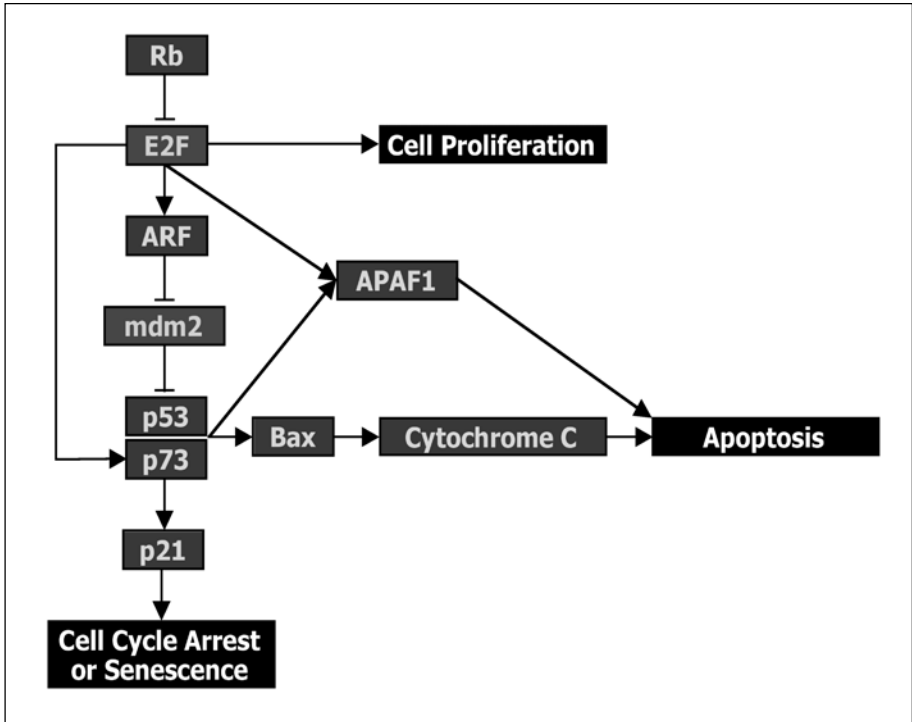 Rb
E2F
Cell Proliferation
ARF
APAF1
mdm2
p53
Bax
Cytochrome C
Apoptosis
p73
p21
Cell Cycle Arrest
or Senescence